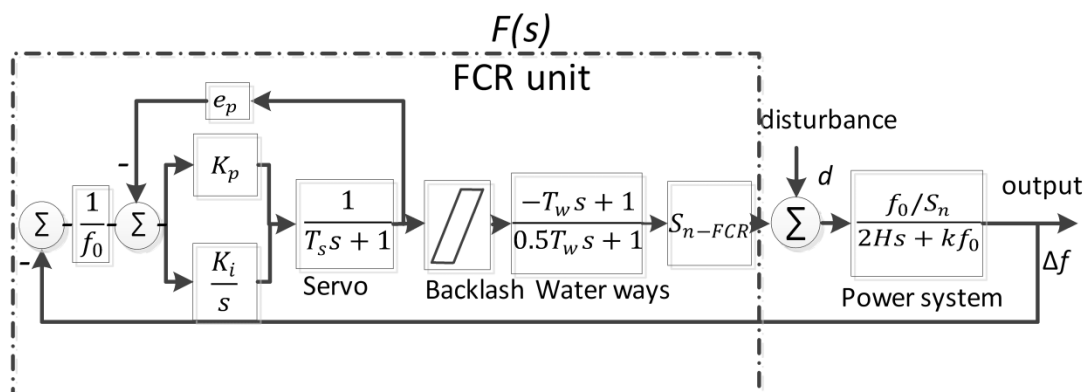 F(s)
FCR unit
e_p
disturbance
-
K_p
d
output
Σ
1
f_0
Σ
1
T_s s + 1
-T_w s + 1
0.5T_w s + 1
S_{n-FCR}
Σ
f_0/S_n
2Hs + kf_0
-
K_i
s
Δf
Servo
Backlash
Water ways
Power system